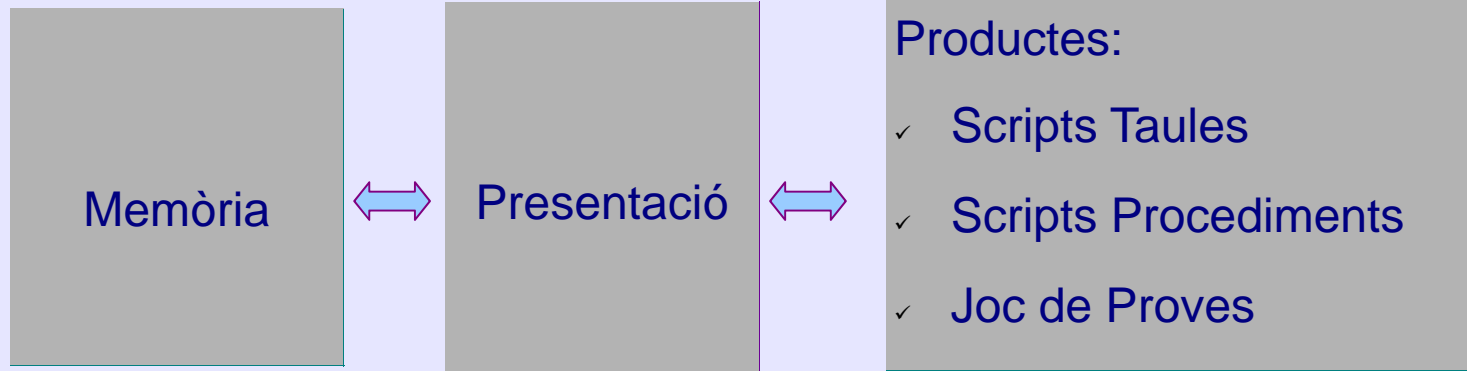 Memòria
Presentació
Productes:
✓ Scripts Taules
✓ Scripts Procediments
✓ Joc de Proves